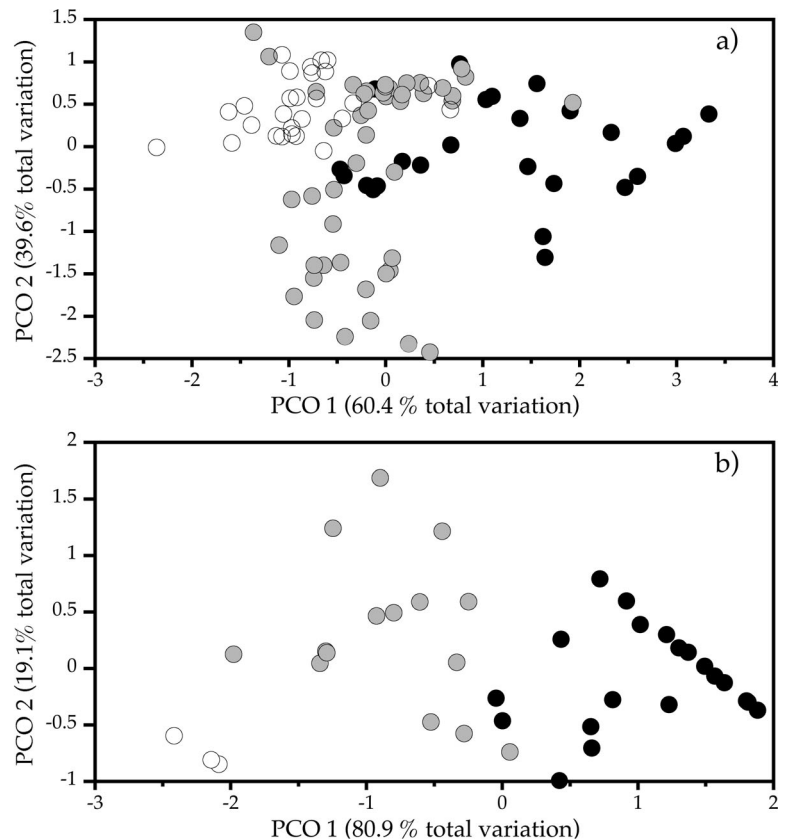 1.5
a)
1
0.5
0
-0.5
-1
-1.5
-2
-2.5
PCO 2 (39.6% total variation)
-3 -2 -1 0 1 2 3 4
PCO 1 (60.4 % total variation)
2
b)
1.5
1
0.5
0
-0.5
-1
PCO 2 (19.1% total variation)
-3 -2 -1 0 1 2
PCO 1 (80.9 % total variation)